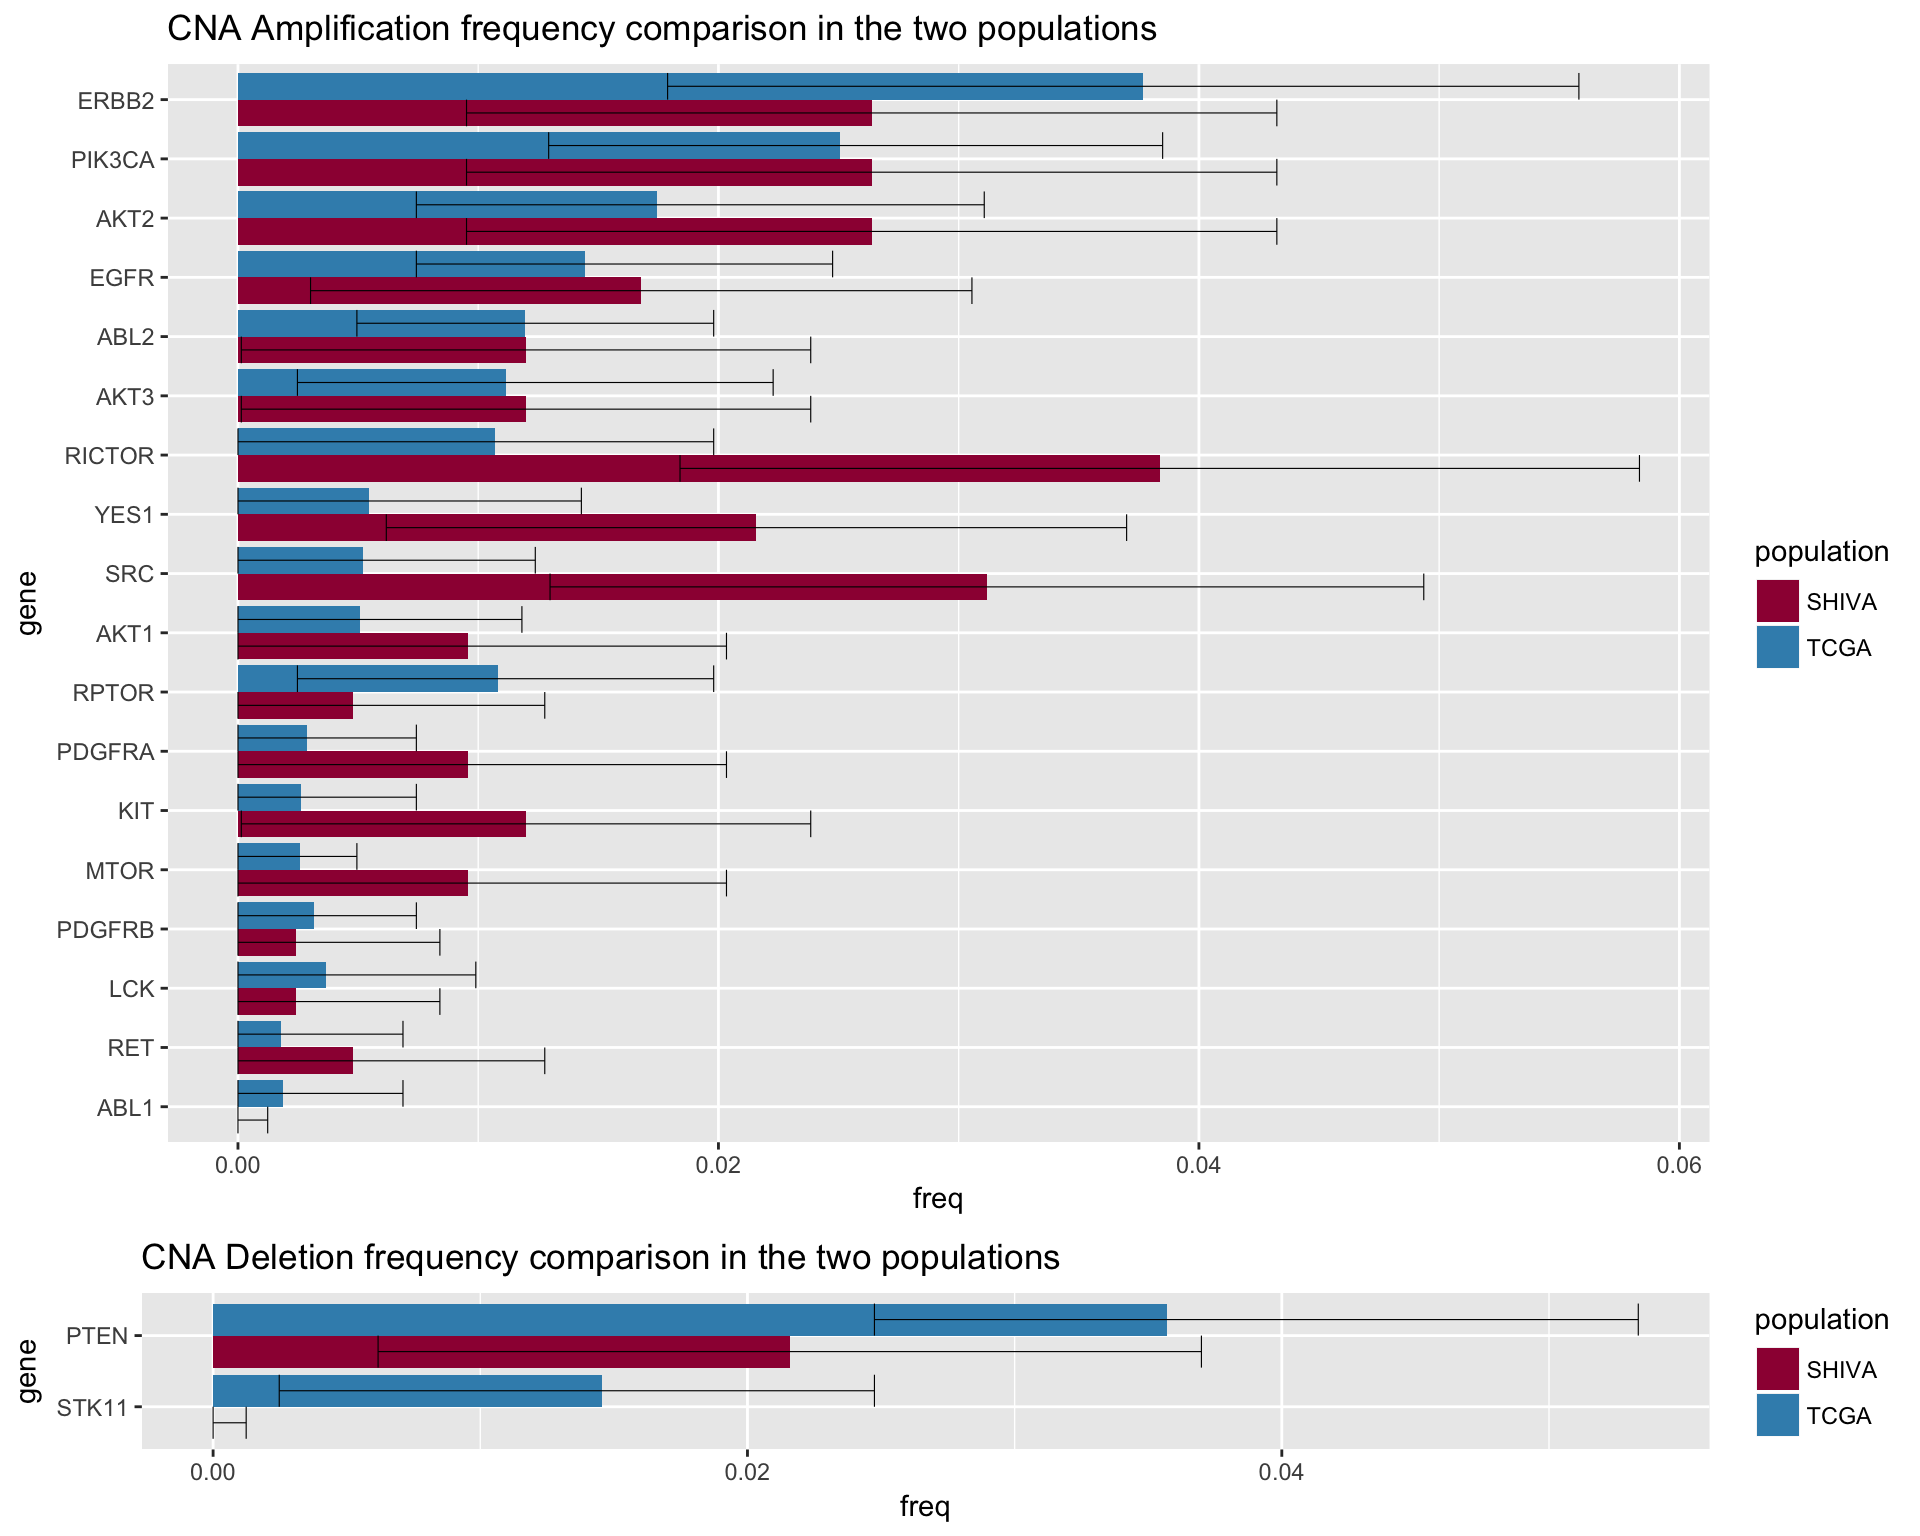 CNA Amplification frequency comparison in the two populations
gene
ERBB2
PIK3CA
AKT2
EGFR
ABL2
AKT3
RICTOR
YES1
SRC
AKT1
RPTOR
PDGFRA
KIT
MTOR
PDGFRB
LCK
RET
ABL1
0.00 0.02 0.04 0.06
freq
population
SHIVA
TCGA
CNA Deletion frequency comparison in the two populations
gene
PTEN
STK11
0.00 0.02 0.04
freq
population
SHIVA
TCGA